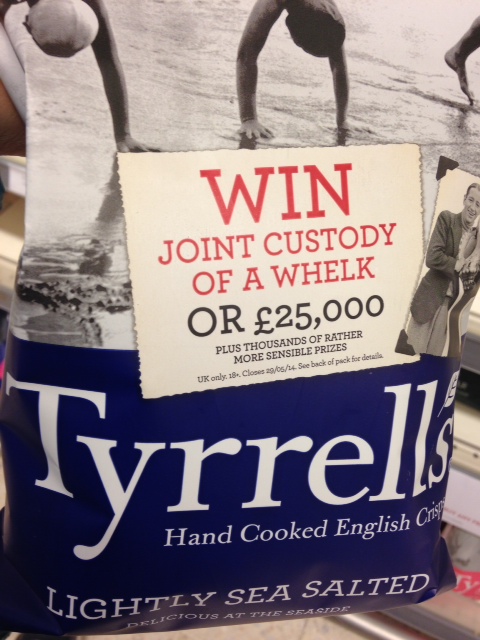 WIN
JOINT CUSTODY
OF A WHELK
OR £25,000
PLUS THOUSANDS OF RATHER
MORE SENSIBLE PRIZES
UK only. 18+. Closes 29/05/14. See back of pack for details.
Tyrrells
Hand Cooked English Crisps
LIGHTLY SEA SALTED
DELICIOUS AT THE SEASIDE